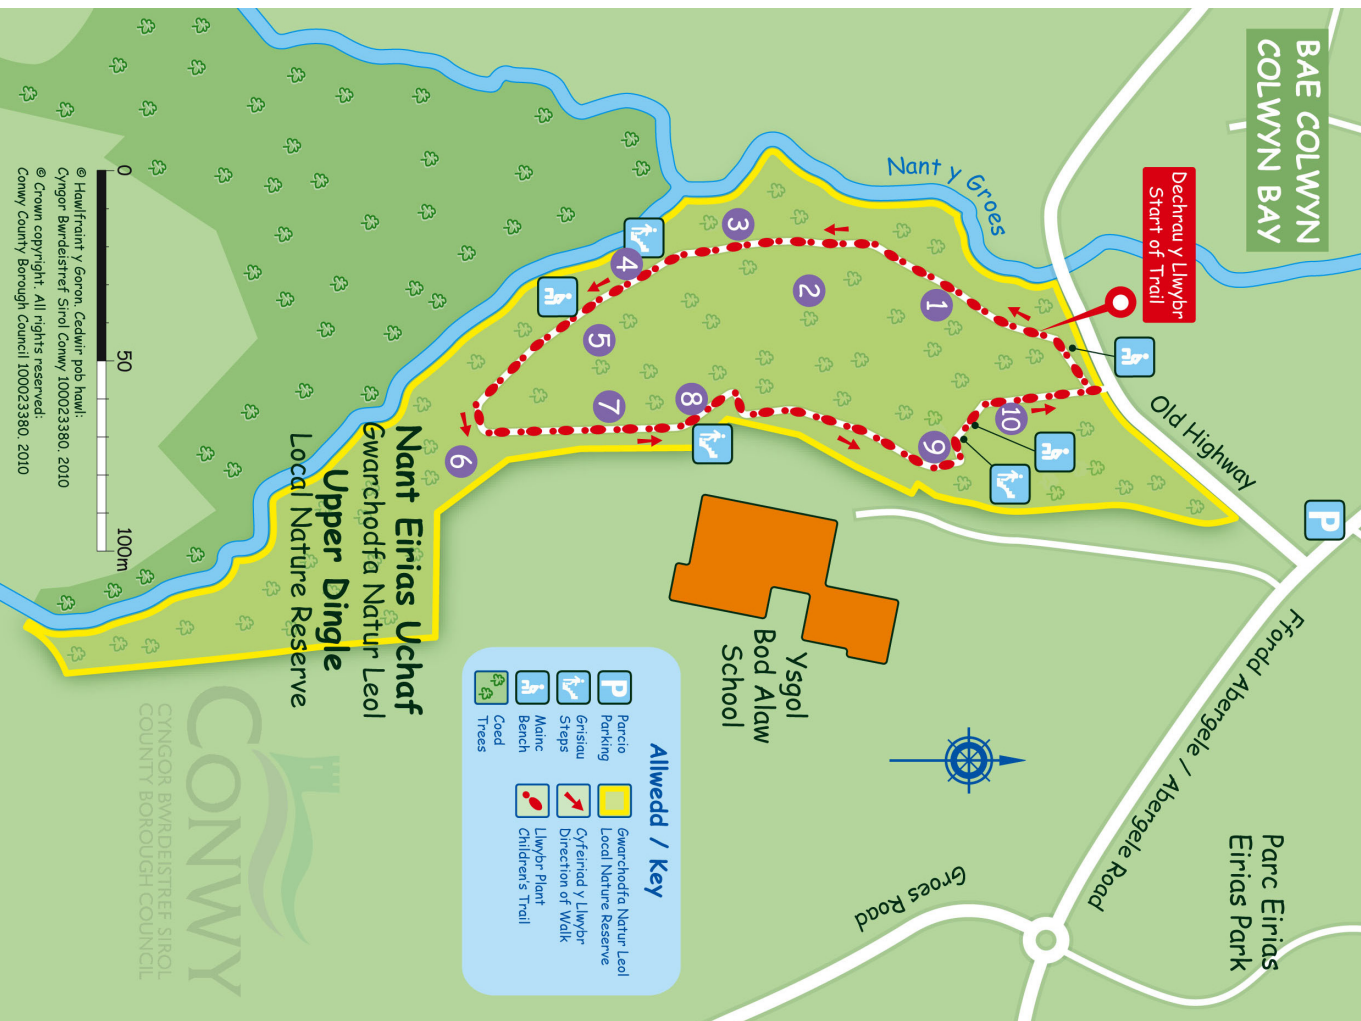 BAE COLWYN
COLWYN BAY
Dechrau y Llwybr
Start of Trail
Nant y Groes
Old Highway
P
1
2
3
4
5
6
7
8
9
10
Ffordd Abergele / Abergele Road
Parc Eirias
Eirias Park
Groes Road
Ysgol
Bod Alaw
School
Nant Eirias Uchaf
Gwarchodfa Natur Leol
Upper Dingle
Local Nature Reserve
Allwedd / Key
P
Parcio
Parking
Grisiau
Steps
Mainc
Bench
Coed
Trees
Gwarchodfa Natur Leol
Local Nature Reserve
Cyfeiriad y Llwybr
Direction of Walk
Llwybr Plant
Children's Trail
0
50
100m
© Hawlfraint y Goron. Cedwir pob hawl:
Cyngor Bwrdeistref Sirol Conwy 100023380, 2010
© Crown copyright. All rights reserved:
Conwy County Borough Council 100023380, 2010
CONWY
CYNGOR BWRDEISTREF SIROL
COUNTY BOROUGH COUNCIL